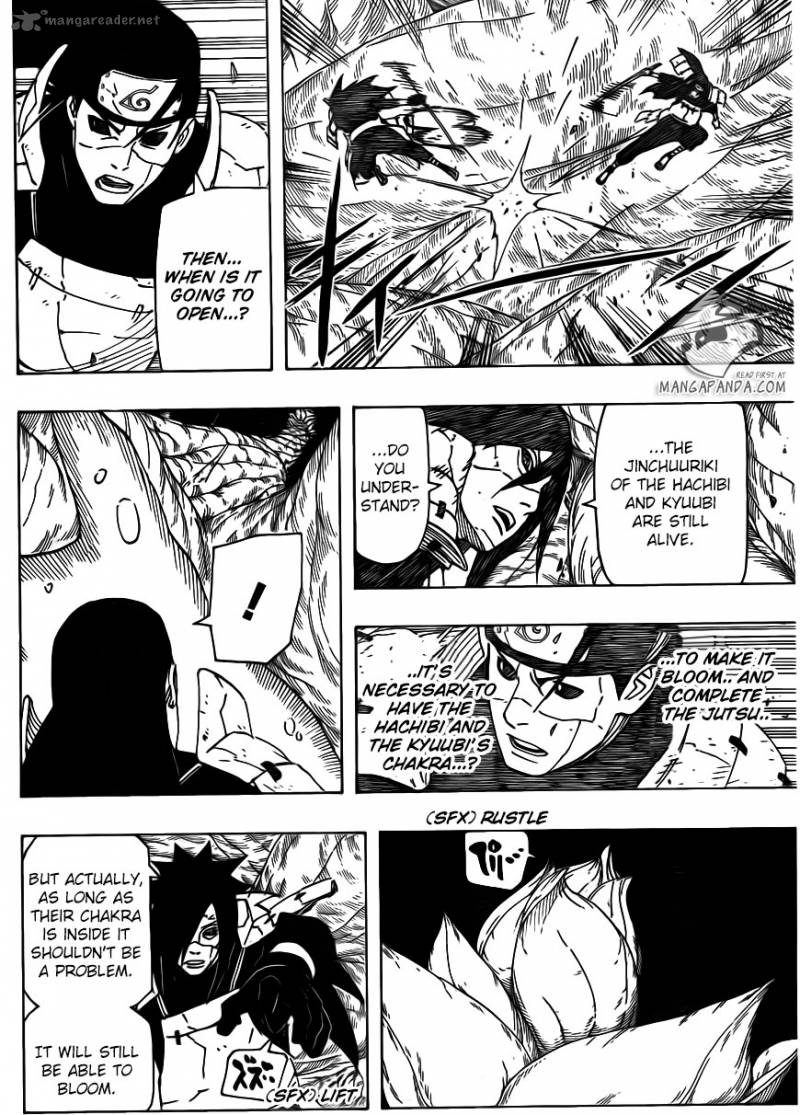 mangareader.net
THEN...
WHEN IS IT
GOING TO
OPEN...?
READ FIRST AT
MANGAPANDA.COM
...THE
JINCHUURIKI
OF THE HACHIBI
AND KYUUBI
ARE STILL
ALIVE.
...DO
YOU
UNDER-
STAND?
...TO MAKE IT
BLOOM.. AND
COMPLETE
THE JUTSU..
..IT'S
NECESSARY TO
HAVE THE
HACHIBI AND
THE KYUUBI'S
CHAKRA...?
!
(SFX) RUSTLE
BUT ACTUALLY,
AS LONG AS
THEIR CHAKRA
IS INSIDE IT
SHOULDN'T BE
A PROBLEM.
IT WILL STILL
BE ABLE TO
BLOOM.
ズズ..
(SFX) LIFT